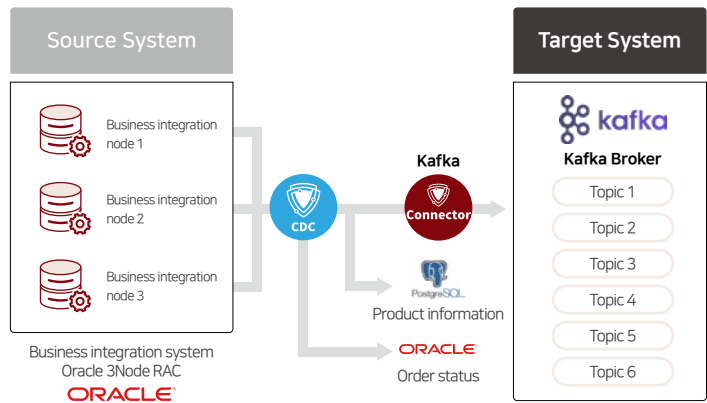 Source System
Business integration
node 1
Business integration
node 2
Business integration
node 3
Business integration system
Oracle 3Node RAC
ORACLE
CDC
Kafka
Connector
PostgreSQL
Product information
ORACLE
Order status
Target System
kafka
Kafka Broker
Topic 1
Topic 2
Topic 3
Topic 4
Topic 5
Topic 6